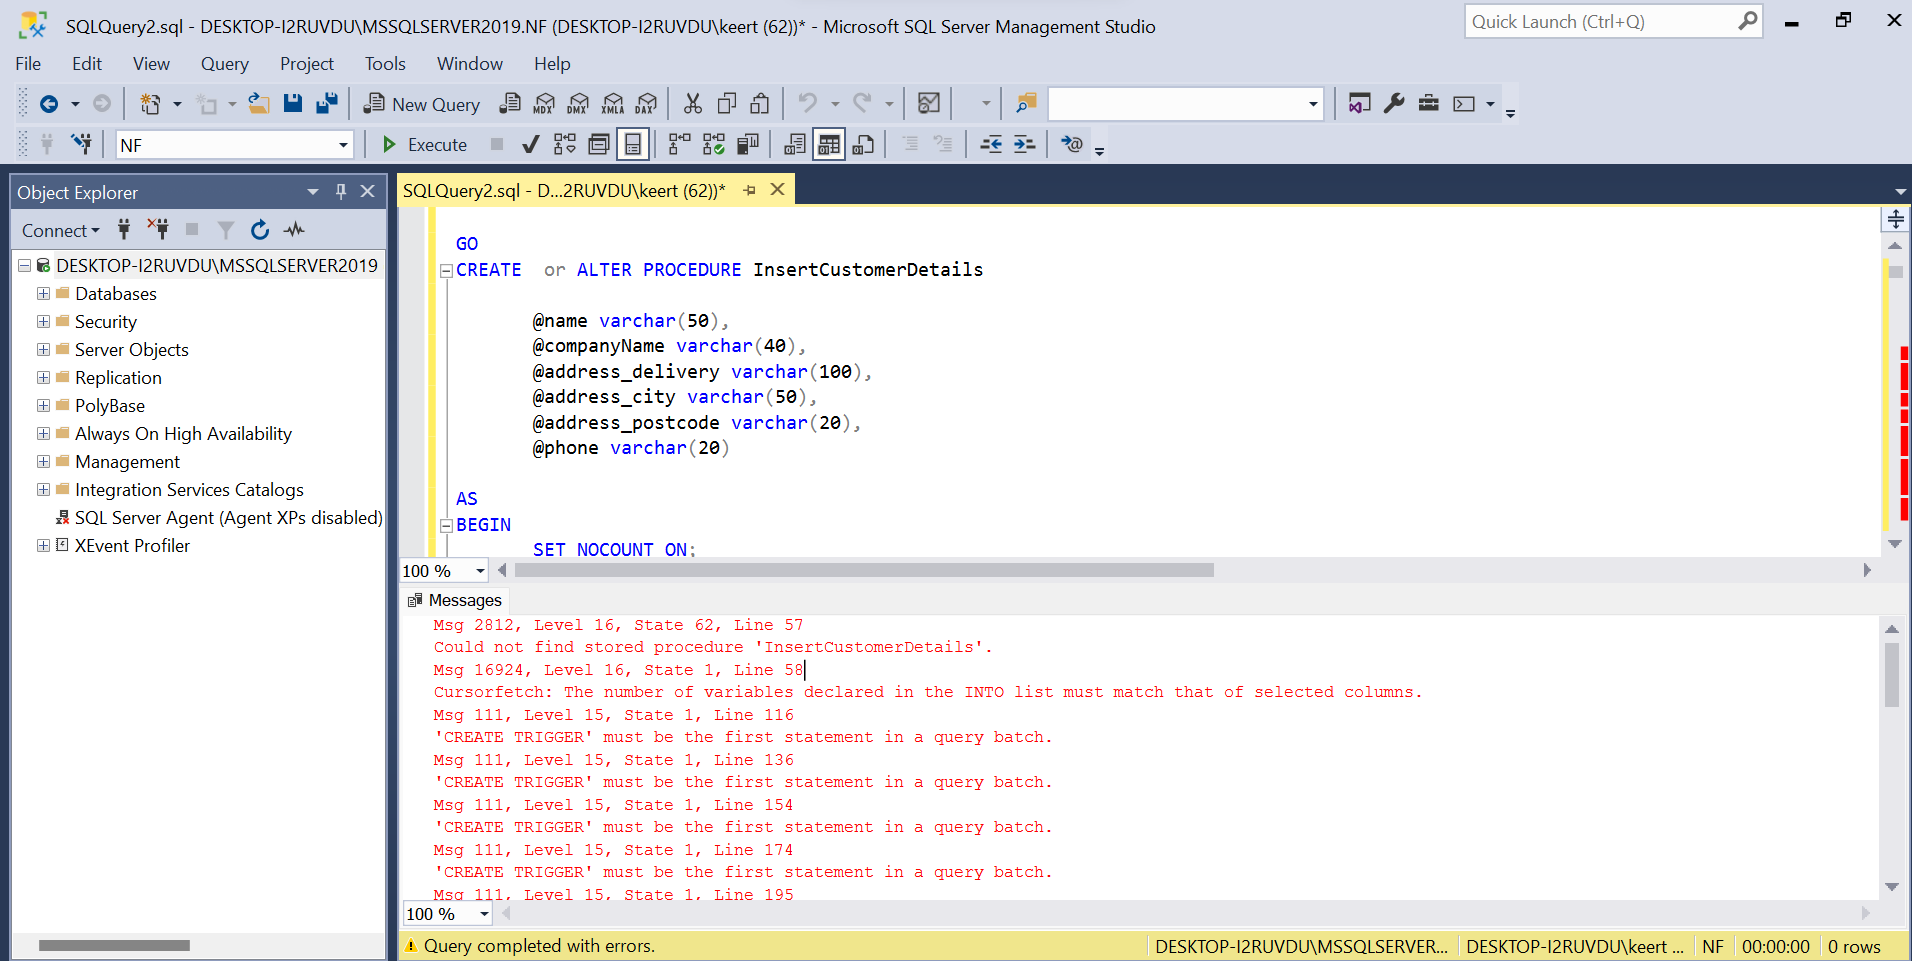 SQLQuery2.sql - DESKTOP-I2RUVDU\MSSQLSERVER2019.NF (DESKTOP-I2RUVDU\keert (62))* - Microsoft SQL Server Management Studio
Quick Launch (Ctrl+Q)
File Edit View Query Project Tools Window Help
New Query MDX DMX XMLA DAX
NF Execute
Object Explorer
Connect
DESKTOP-I2RUVDU\MSSQLSERVER2019
Databases
Security
Server Objects
Replication
PolyBase
Always On High Availability
Management
Integration Services Catalogs
SQL Server Agent (Agent XPs disabled)
XEvent Profiler
SQLQuery2.sql - D...2RUVDU\keert (62))*
GO
CREATE  or ALTER PROCEDURE InsertCustomerDetails
@name varchar(50),
@companyName varchar(40),
@address_delivery varchar(100),
@address_city varchar(50),
@address_postcode varchar(20),
@phone varchar(20)
AS
BEGIN
SET NOCOUNT ON;
100 %
Messages
Msg 2812, Level 16, State 62, Line 57
Could not find stored procedure 'InsertCustomerDetails'.
Msg 16924, Level 16, State 1, Line 58
Cursorfetch: The number of variables declared in the INTO list must match that of selected columns.
Msg 111, Level 15, State 1, Line 116
'CREATE TRIGGER' must be the first statement in a query batch.
Msg 111, Level 15, State 1, Line 136
'CREATE TRIGGER' must be the first statement in a query batch.
Msg 111, Level 15, State 1, Line 154
'CREATE TRIGGER' must be the first statement in a query batch.
Msg 111, Level 15, State 1, Line 174
'CREATE TRIGGER' must be the first statement in a query batch.
Msg 111, Level 15, State 1, Line 195
100 %
Query completed with errors.
DESKTOP-I2RUVDU\MSSQLSERVER... DESKTOP-I2RUVDU\keert ... NF 00:00:00 0 rows